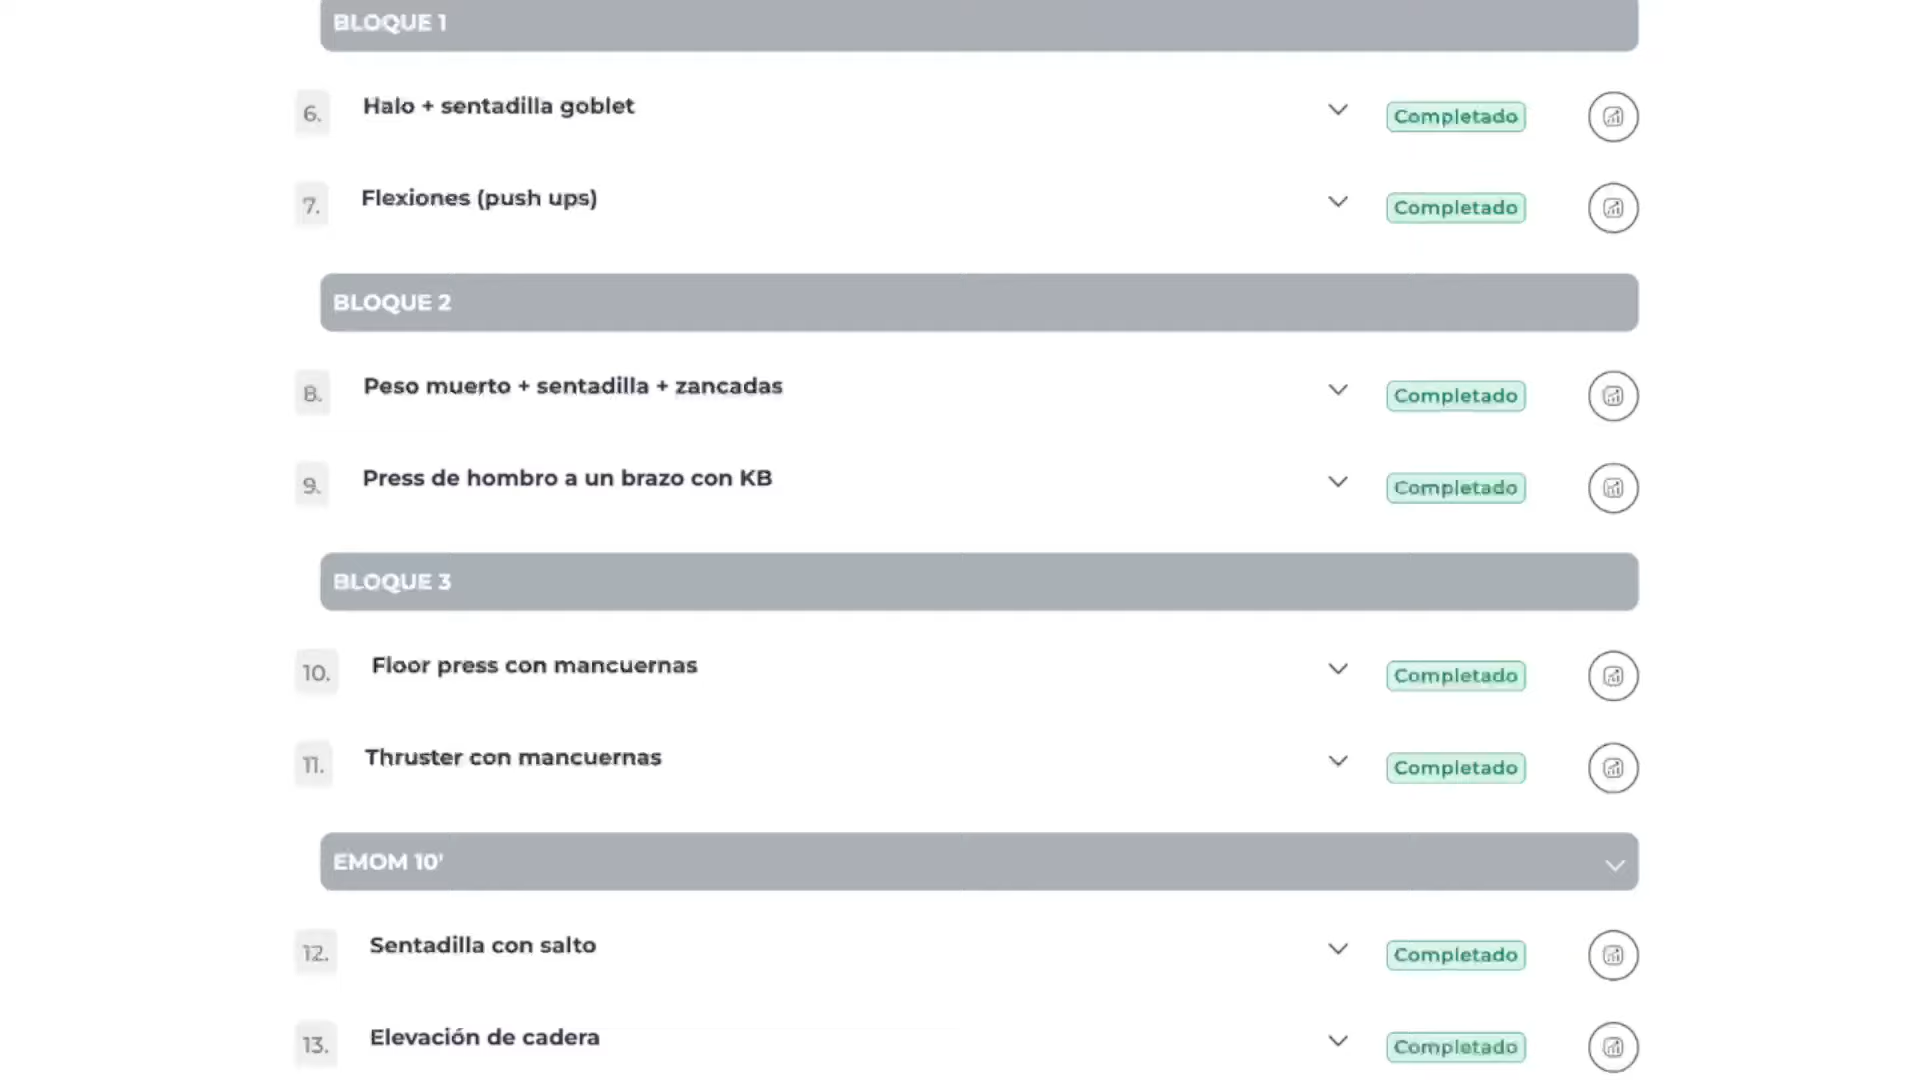 BLOQUE 1
6. Halo + sentadilla goblet Completado
7. Flexiones (push ups) Completado
BLOQUE 2
8. Peso muerto + sentadilla + zancadas Completado
9. Press de hombro a un brazo con KB Completado
BLOQUE 3
10. Floor press con mancuernas Completado
11. Thruster con mancuernas Completado
EMOM 10'
12. Sentadilla con salto Completado
13. Elevación de cadera Completado